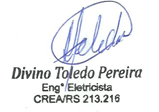 Divino Toledo Pereira
Engº Eletricista
CREA/RS 213.216